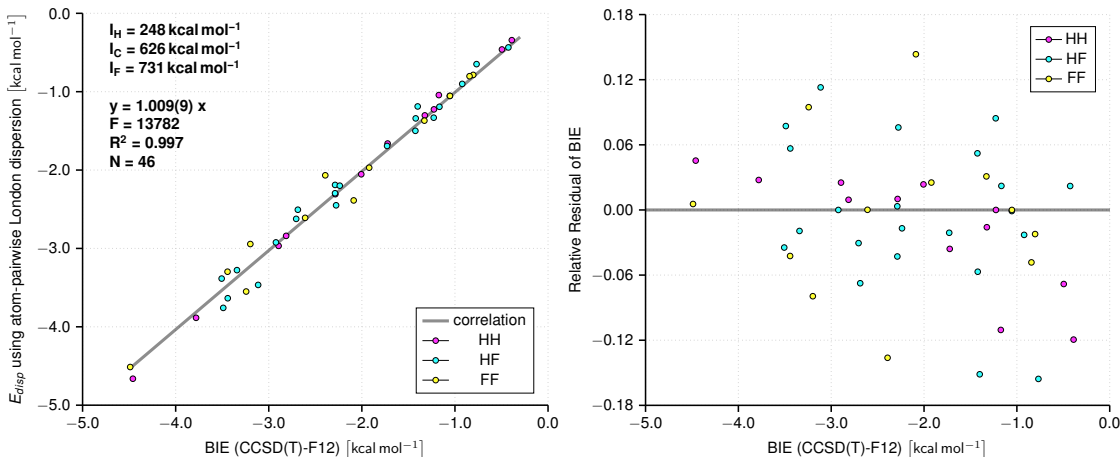 I_H = 248 kcal mol⁻¹
I_C = 626 kcal mol⁻¹
I_F = 731 kcal mol⁻¹
y = 1.009(9) x
F = 13782
R² = 0.997
N = 46
0.0
−1.0
−2.0
−3.0
−4.0
−5.0
E_disp using atom-pairwise London dispersion [kcal mol⁻¹]
correlation
HH
HF
FF
−5.0 −4.0 −3.0 −2.0 −1.0 0.0
BIE (CCSD(T)-F12) [kcal mol⁻¹]
0.18
0.12
0.06
0.00
−0.06
−0.12
−0.18
Relative Residual of BIE
HH
HF
FF
−5.0 −4.0 −3.0 −2.0 −1.0 0.0
BIE (CCSD(T)-F12) [kcal mol⁻¹]